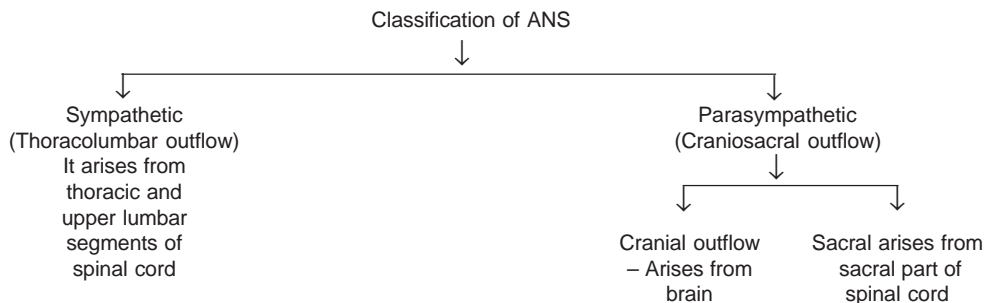 Classification of ANS
Sympathetic
(Thoracolumbar outflow)
It arises from
thoracic and
upper lumbar
segments of
spinal cord
Parasympathetic
(Craniosacral outflow)
Cranial outflow
– Arises from
brain
Sacral arises from
sacral part of
spinal cord